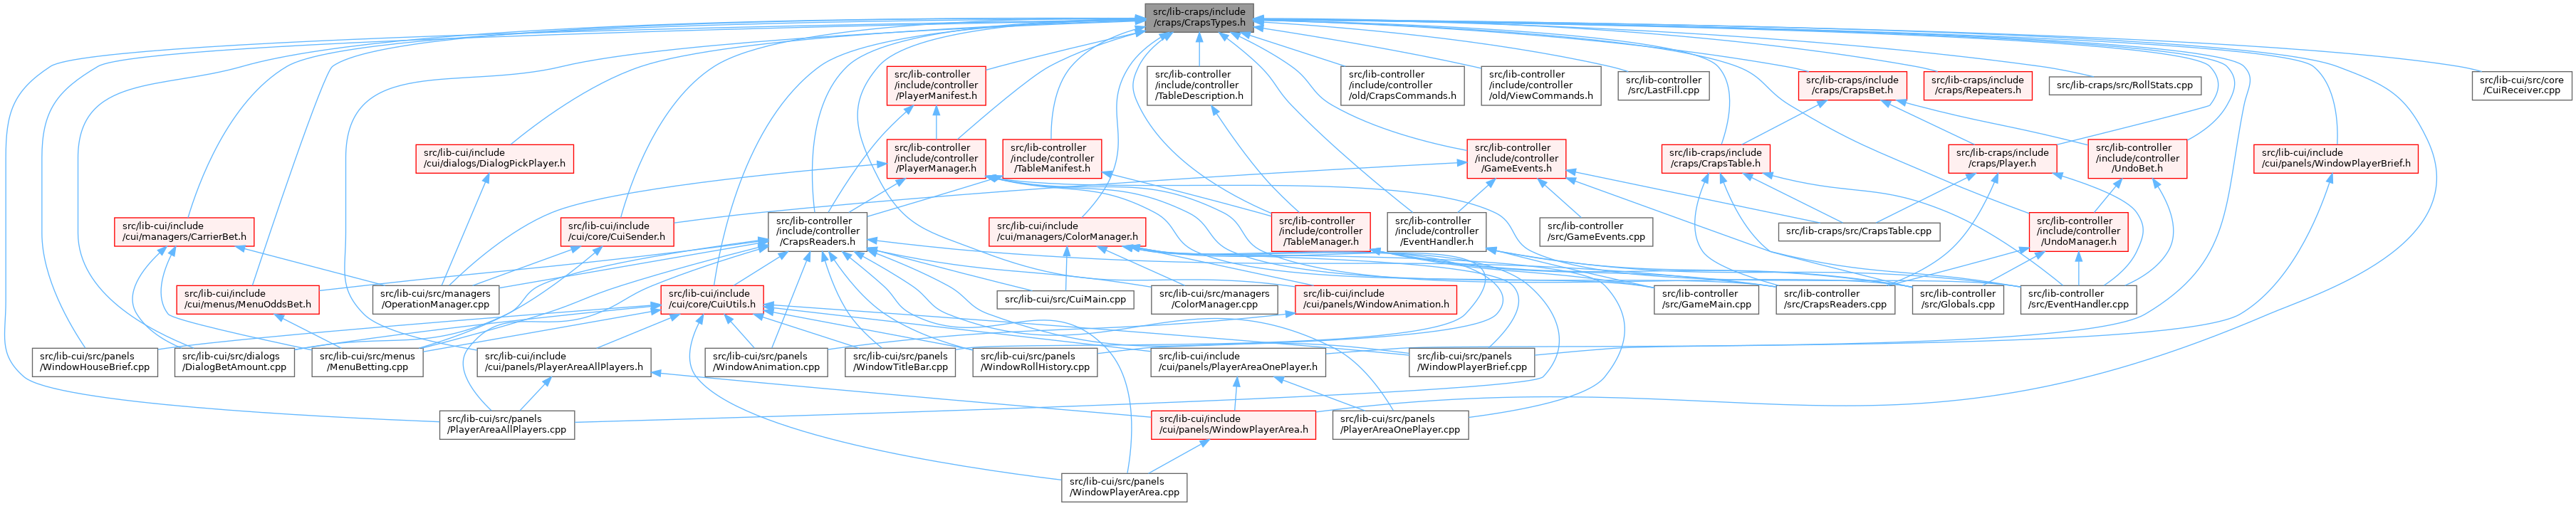 src/lib-craps/include
/craps/CrapsTypes.h
src/lib-controller
/include/controller
/PlayerManifest.h
src/lib-controller
/include/controller
/TableDescription.h
src/lib-controller
/include/controller
/old/CrapsCommands.h
src/lib-controller
/include/controller
/old/ViewCommands.h
src/lib-controller
/src/LastFill.cpp
src/lib-craps/include
/craps/CrapsBet.h
src/lib-craps/include
/craps/Repeaters.h
src/lib-craps/src/RollStats.cpp
src/lib-cui/src/core
/CuiReceiver.cpp
src/lib-cui/include
/cui/dialogs/DialogPickPlayer.h
src/lib-controller
/include/controller
/PlayerManager.h
src/lib-controller
/include/controller
/TableManifest.h
src/lib-controller
/include/controller
/GameEvents.h
src/lib-craps/include
/craps/CrapsTable.h
src/lib-craps/include
/craps/Player.h
src/lib-controller
/include/controller
/UndoBet.h
src/lib-cui/include
/cui/panels/WindowPlayerBrief.h
src/lib-cui/include
/cui/managers/CarrierBet.h
src/lib-cui/include
/cui/core/CuiSender.h
src/lib-controller
/include/controller
/CrapsReaders.h
src/lib-cui/include
/cui/managers/ColorManager.h
src/lib-controller
/include/controller
/TableManager.h
src/lib-controller
/include/controller
/EventHandler.h
src/lib-controller
/src/GameEvents.cpp
src/lib-craps/src/CrapsTable.cpp
src/lib-controller
/include/controller
/UndoManager.h
src/lib-cui/include
/cui/menus/MenuOddsBet.h
src/lib-cui/src/managers
/OperationManager.cpp
src/lib-cui/include
/cui/core/CuiUtils.h
src/lib-cui/src/CuiMain.cpp
src/lib-cui/src/managers
/ColorManager.cpp
src/lib-cui/include
/cui/panels/WindowAnimation.h
src/lib-controller
/src/GameMain.cpp
src/lib-controller
/src/CrapsReaders.cpp
src/lib-controller
/src/Globals.cpp
src/lib-controller
/src/EventHandler.cpp
src/lib-cui/src/panels
/WindowHouseBrief.cpp
src/lib-cui/src/dialogs
/DialogBetAmount.cpp
src/lib-cui/src/menus
/MenuBetting.cpp
src/lib-cui/include
/cui/panels/PlayerAreaAllPlayers.h
src/lib-cui/src/panels
/WindowAnimation.cpp
src/lib-cui/src/panels
/WindowTitleBar.cpp
src/lib-cui/src/panels
/WindowRollHistory.cpp
src/lib-cui/include
/cui/panels/PlayerAreaOnePlayer.h
src/lib-cui/src/panels
/WindowPlayerBrief.cpp
src/lib-cui/src/panels
/PlayerAreaAllPlayers.cpp
src/lib-cui/include
/cui/panels/WindowPlayerArea.h
src/lib-cui/src/panels
/PlayerAreaOnePlayer.cpp
src/lib-cui/src/panels
/WindowPlayerArea.cpp